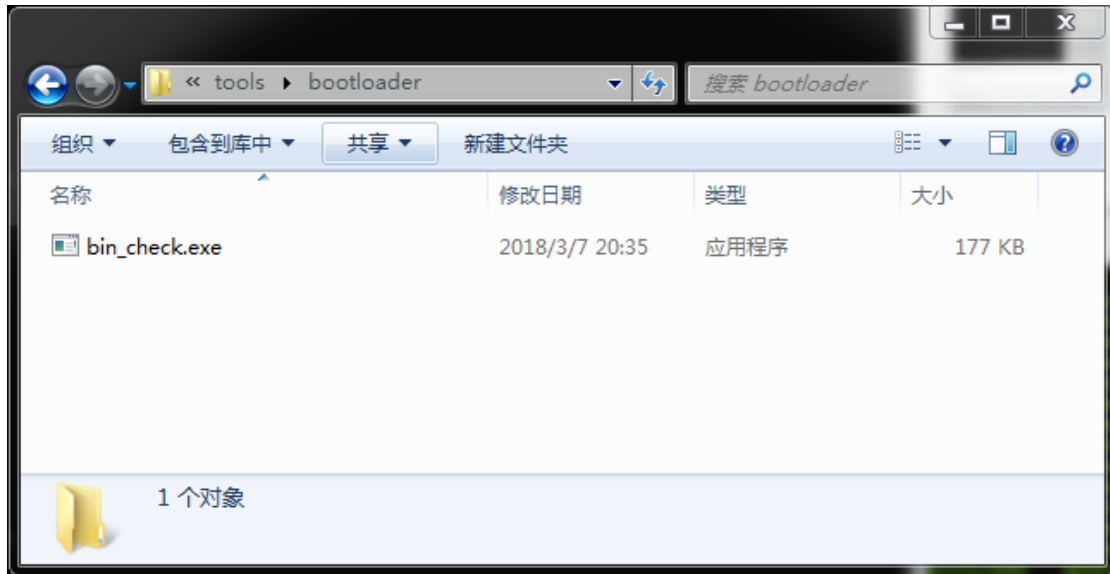 « tools ▸ bootloader 搜索 bootloader
组织 包含到库中 共享 新建文件夹
名称 修改日期 类型 大小
bin_check.exe 2018/3/7 20:35 应用程序 177 KB
1 个对象